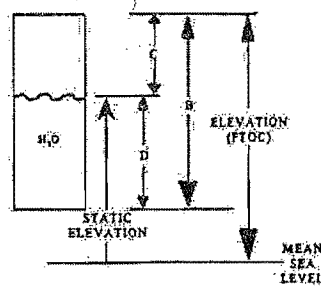 C
B
ELEVATION
(FTOC)
H₂O
D
STATIC
ELEVATION
MEAN
SEA
LEVEL